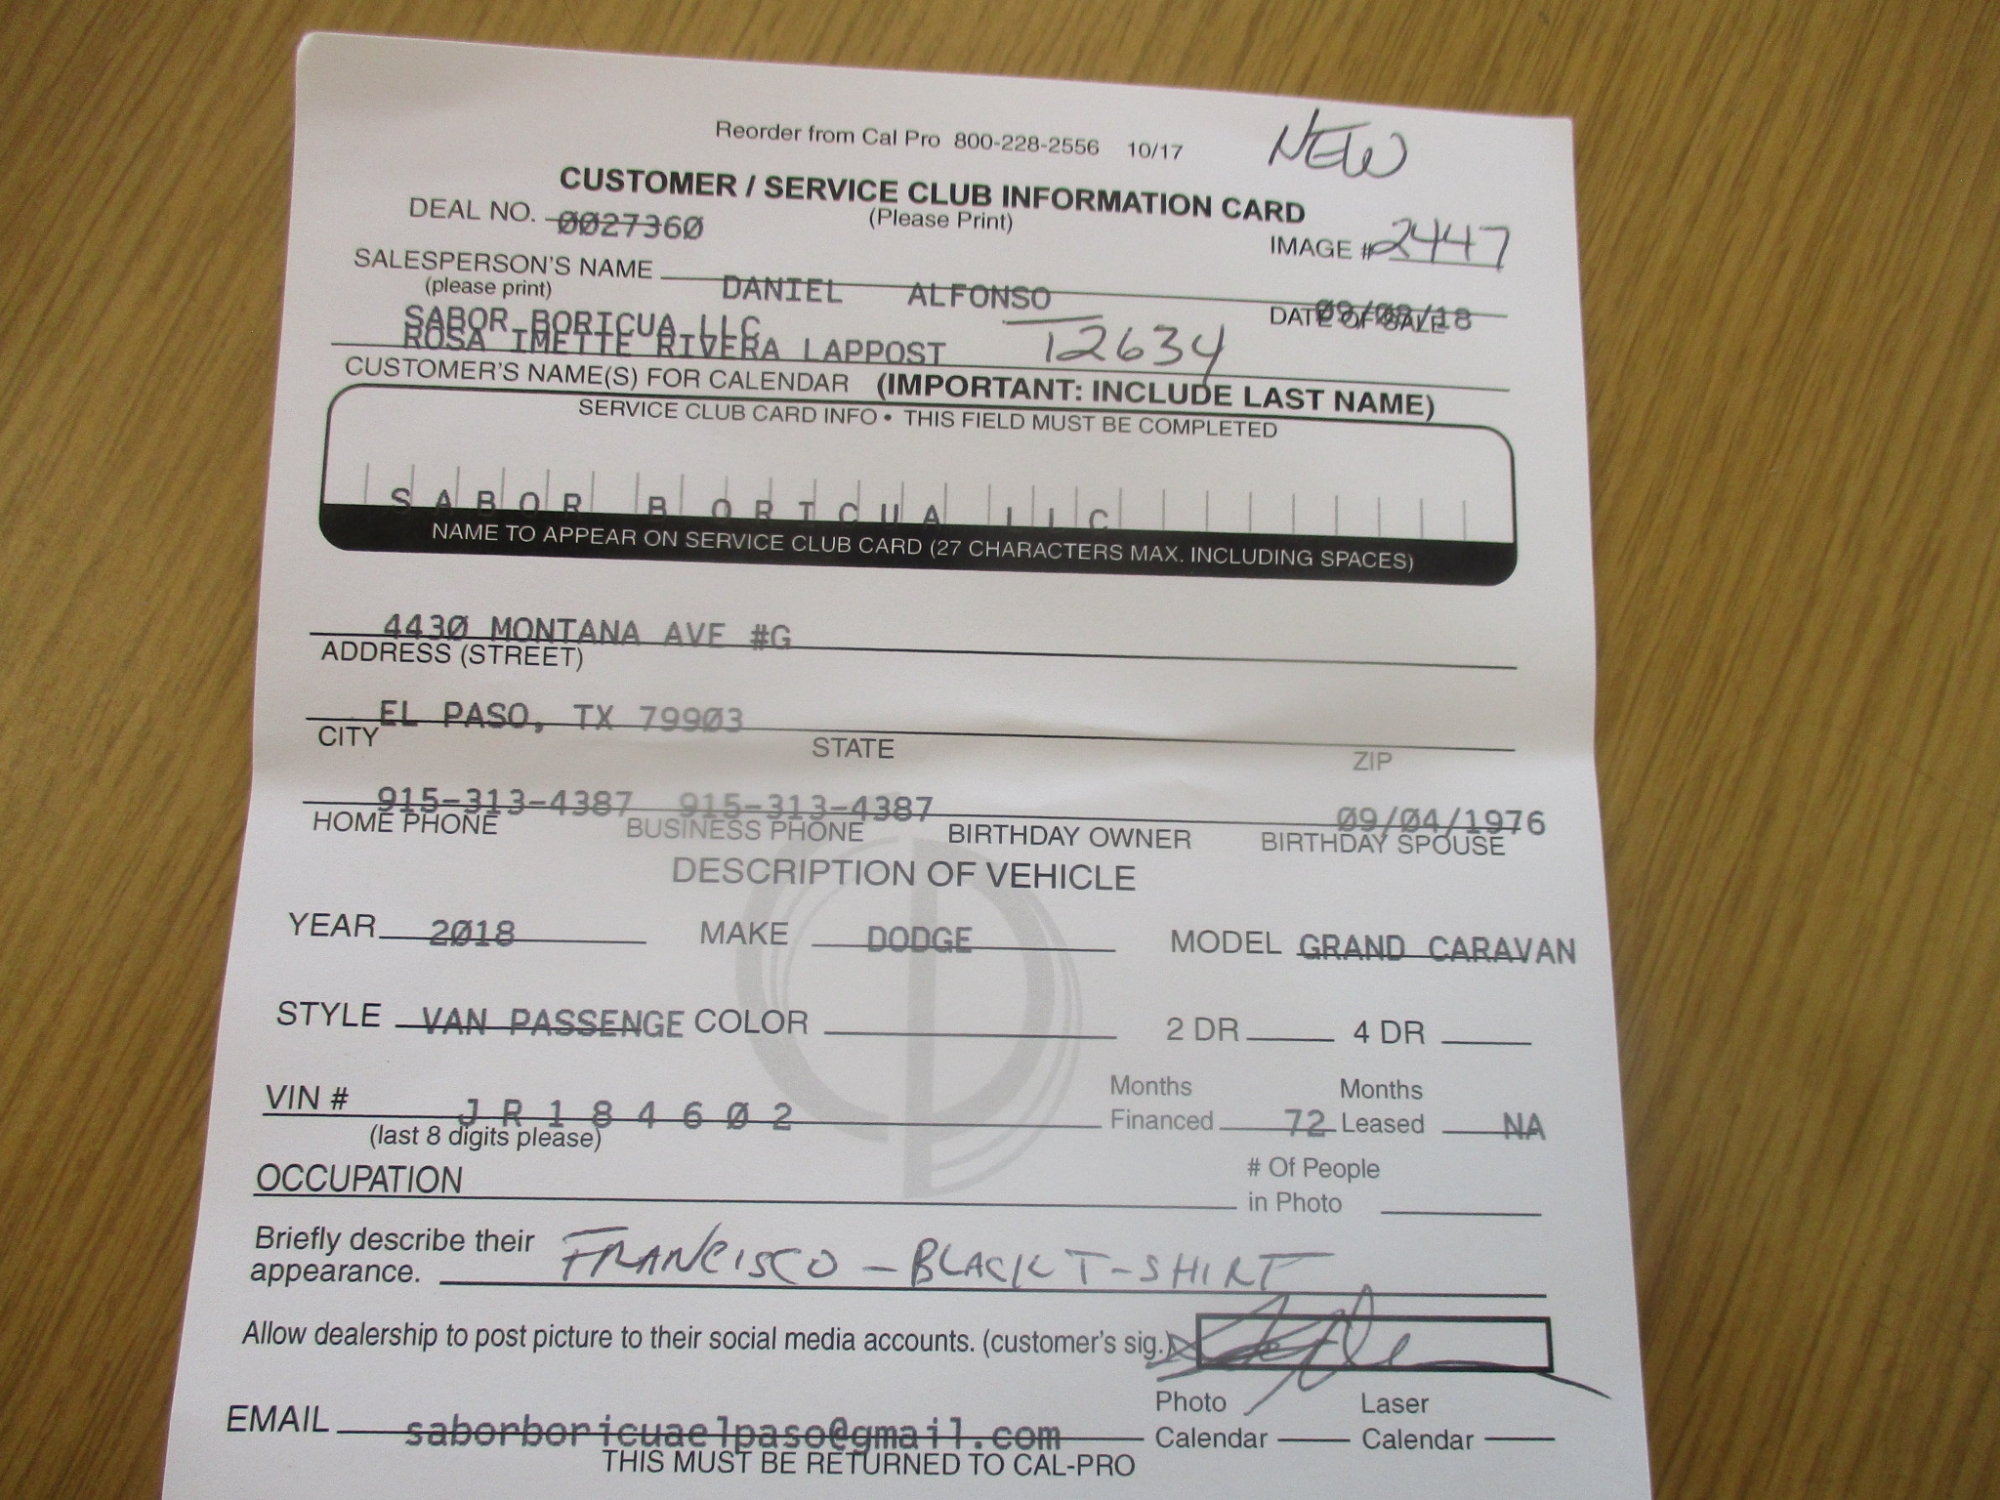 Reorder from Cal Pro 800-228-2556 10/17 NEW
CUSTOMER / SERVICE CLUB INFORMATION CARD
DEAL NO. 0027360 (Please Print)
IMAGE # 2447
SALESPERSON'S NAME DANIEL ALFONSO
(please print)
DATE OF SALE 09/08/18
SABOR BORICUA LLC
ROSA IMETTE RIVERA LAPPOST T2634
CUSTOMER'S NAME(S) FOR CALENDAR (IMPORTANT: INCLUDE LAST NAME)
SERVICE CLUB CARD INFO • THIS FIELD MUST BE COMPLETED
SABOR BORICUA LLC
NAME TO APPEAR ON SERVICE CLUB CARD (27 CHARACTERS MAX. INCLUDING SPACES)
4430 MONTANA AVE #G
ADDRESS (STREET)
EL PASO, TX 79903
CITY STATE ZIP
915-313-4387 915-313-4387 09/04/1976
HOME PHONE BUSINESS PHONE BIRTHDAY OWNER BIRTHDAY SPOUSE
DESCRIPTION OF VEHICLE
YEAR 2018 MAKE DODGE MODEL GRAND CARAVAN
STYLE VAN PASSENGE COLOR 2 DR 4 DR
VIN # JR184602
(last 8 digits please)
Months Financed 72 Months Leased NA
OCCUPATION
# Of People in Photo
Briefly describe their appearance. FRANCISCO - BLACK T-SHIRT
Allow dealership to post picture to their social media accounts. (customer's sig.)
EMAIL saborboricuaelpaso@gmail.com
Photo Calendar Laser Calendar
THIS MUST BE RETURNED TO CAL-PRO